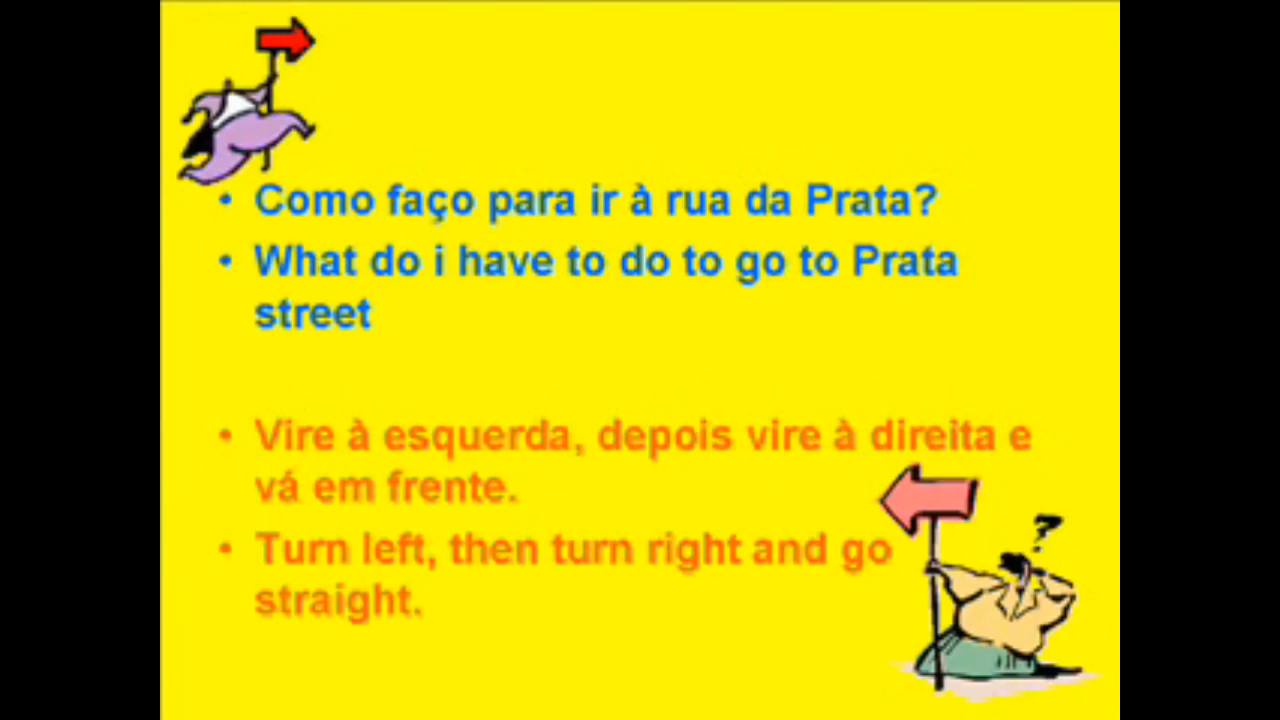 • Como faço para ir à rua da Prata?
• What do i have to do to go to Prata
street
• Vire à esquerda, depois vire à direita e
vá em frente.
• Turn left, then turn right and go
straight.
?